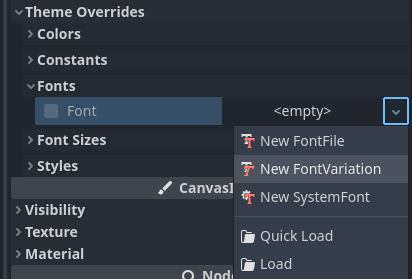 Theme Overrides
Colors
Constants
Fonts
Font <empty>
New FontFile
Font Sizes
New FontVariation
Styles
New SystemFont
CanvasI
Visibility
Quick Load
Texture
Load
Material
Node